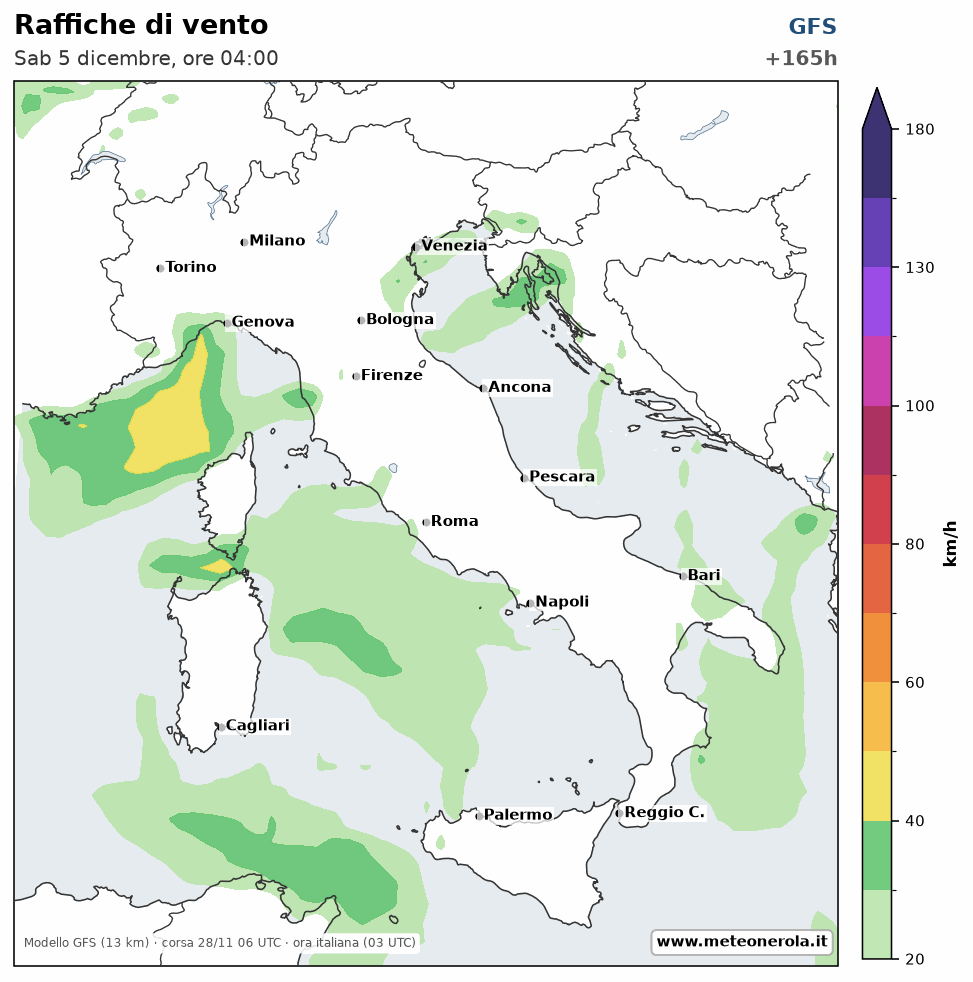 Raffiche di vento
GFS
Sab 5 dicembre, ore 04:00
+165h
180
130
100
80
60
40
20
km/h
Milano
Venezia
Torino
Genova
Bologna
Firenze
Ancona
Pescara
Roma
Bari
Napoli
Cagliari
Palermo
Reggio C.
Modello GFS (13 km) · corsa 28/11 06 UTC · ora italiana (03 UTC)
www.meteonerola.it